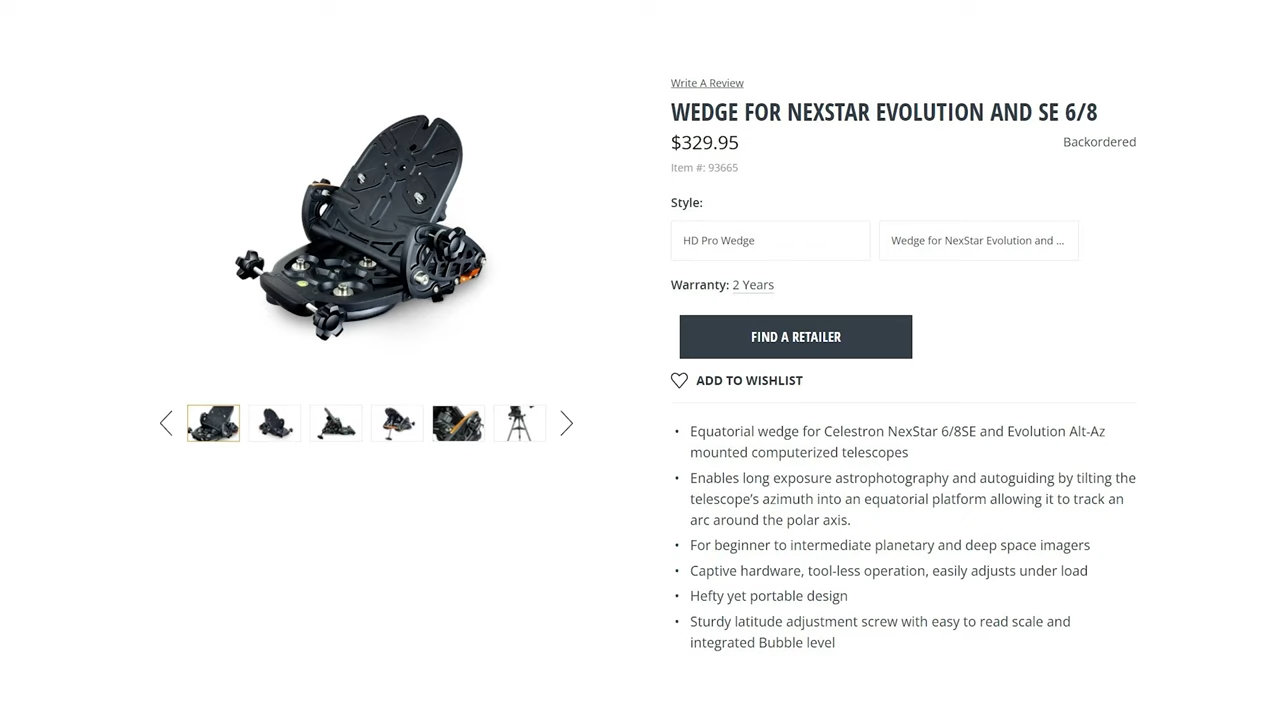 Write A Review
WEDGE FOR NEXSTAR EVOLUTION AND SE 6/8
$329.95
Backordered
Item #: 93665
Style:
HD Pro Wedge
Wedge for NexStar Evolution and ...
Warranty: 2 Years
FIND A RETAILER
ADD TO WISHLIST
• Equatorial wedge for Celestron NexStar 6/8SE and Evolution Alt-Az
mounted computerized telescopes
• Enables long exposure astrophotography and autoguiding by tilting the
telescope's azimuth into an equatorial platform allowing it to track an
arc around the polar axis.
• For beginner to intermediate planetary and deep space imagers
• Captive hardware, tool-less operation, easily adjusts under load
• Hefty yet portable design
• Sturdy latitude adjustment screw with easy to read scale and
integrated Bubble level